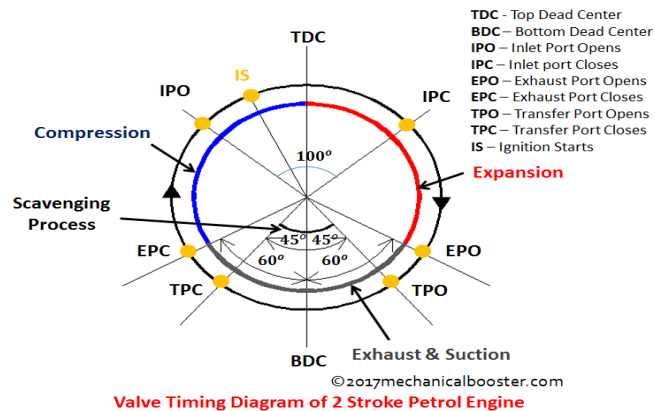 TDC - Top Dead Center
BDC – Bottom Dead Center
IPO – Inlet Port Opens
IPC – Inlet port Closes
EPO – Exhaust Port Opens
EPC – Exhaust Port Closes
TPO – Transfer Port Opens
TPC – Transfer Port Closes
IS – Ignition Starts
TDC
IS
IPO
IPC
Compression
100°
Expansion
Scavenging
Process
45° 45°
EPC
EPO
60° 60°
TPC
TPO
BDC
Exhaust & Suction
©2017mechanicalbooster.com
Valve Timing Diagram of 2 Stroke Petrol Engine